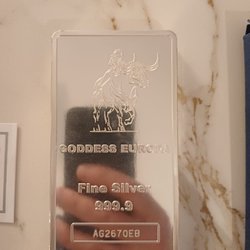 GODDESS EUROPA
Fine Silver
999.9
AG2670EB